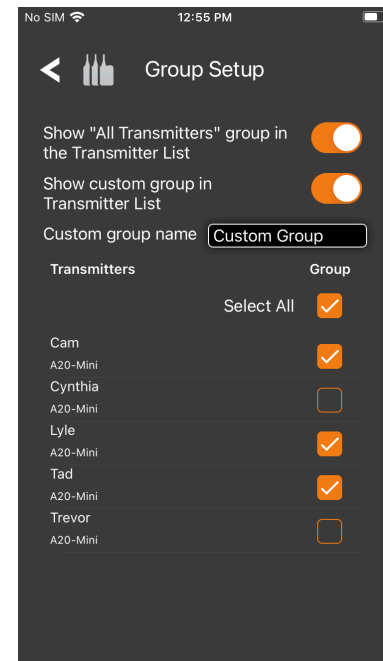 No SIM 12:55 PM
Group Setup
Show "All Transmitters" group in
the Transmitter List
Show custom group in
Transmitter List
Custom group name Custom Group
Transmitters Group
Select All
Cam
A20-Mini
Cynthia
A20-Mini
Lyle
A20-Mini
Tad
A20-Mini
Trevor
A20-Mini